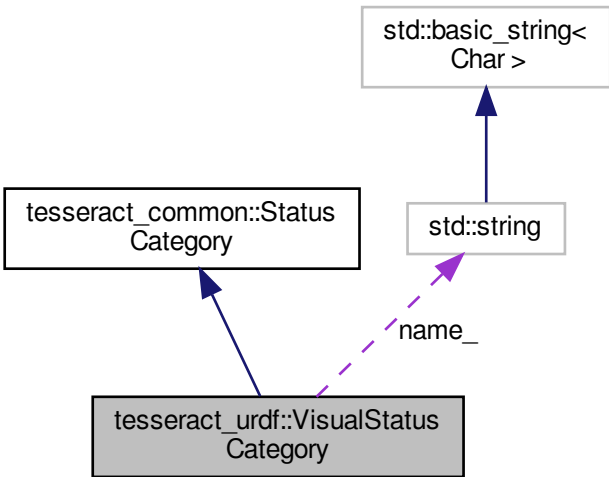 std::basic_string<
Char >
tesseract_common::Status
Category
std::string
name_
tesseract_urdf::VisualStatus
Category